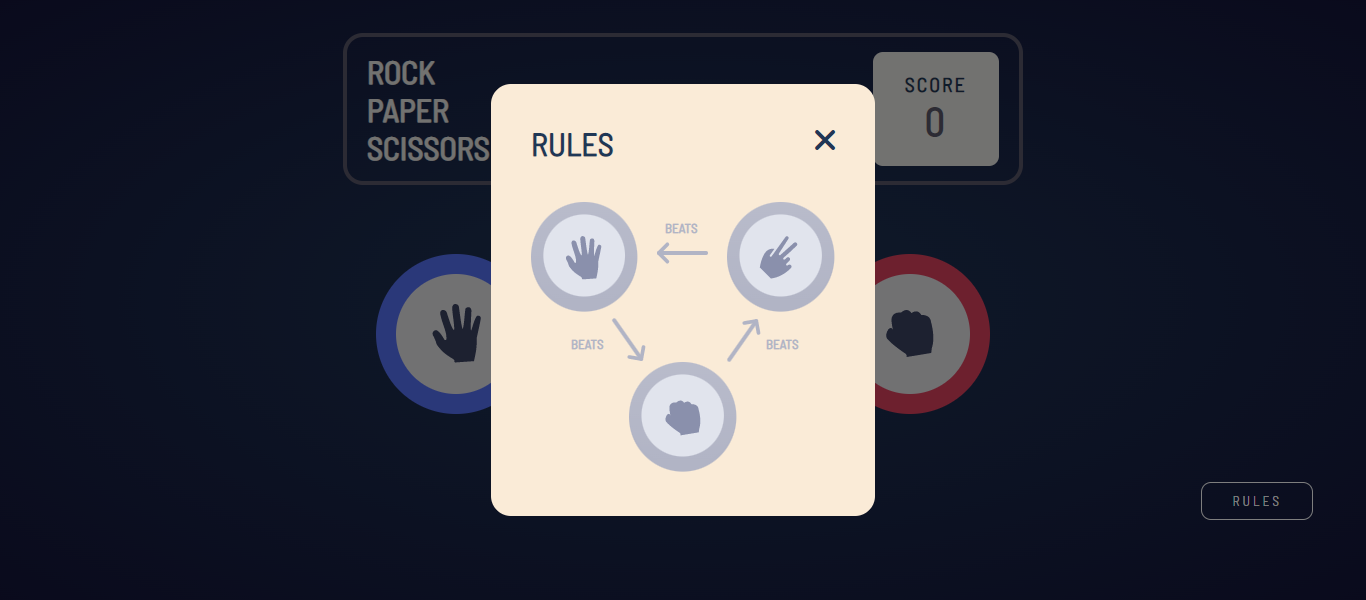 ROCK
PAPER
SCISSORS
SCORE
0
RULES
BEATS
BEATS
BEATS
RULES